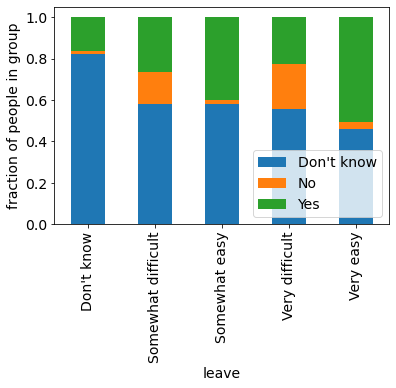 fraction of people in group
1.0
0.8
0.6
0.4
0.2
0.0
Don't know
No
Yes
Don't know
Somewhat difficult
Somewhat easy
Very difficult
Very easy
leave